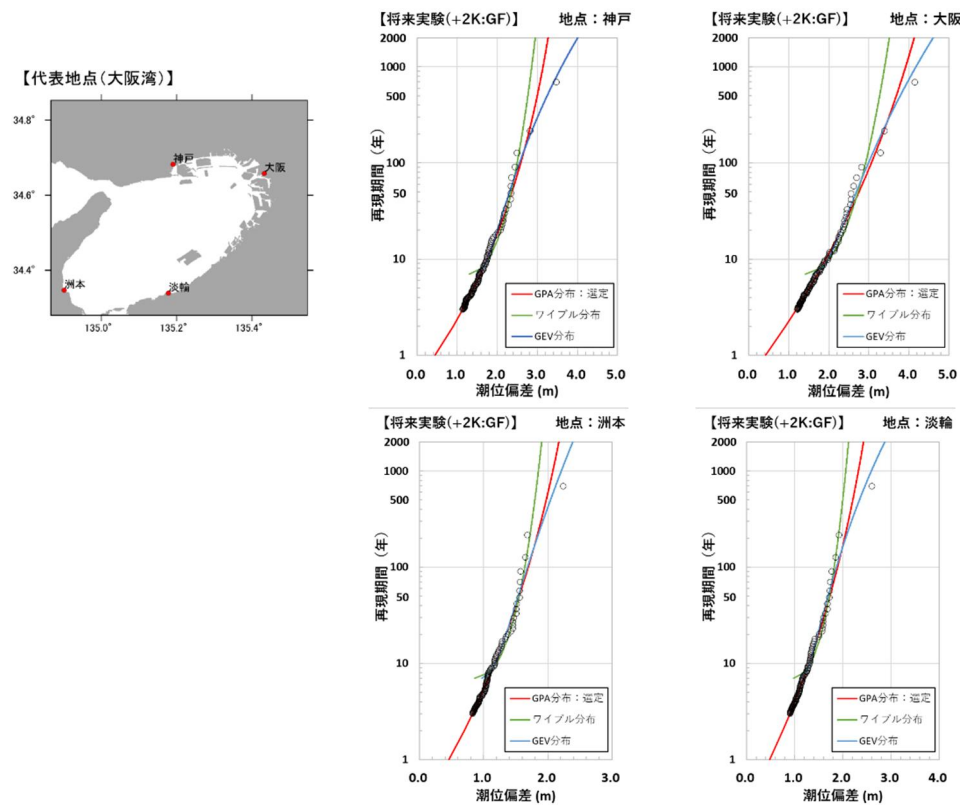 【将来実験(+2K:GF)】 地点：神戸
【将来実験(+2K:GF)】 地点：大阪
【代表地点(大阪湾)】
34.8°
34.6°
34.4°
135.0°
135.2°
135.4°
神戸
大阪
洲本
淡輪
再現期間（年）
2000
1000
500
100
50
10
1
GPA分布：選定
ワイブル分布
GEV分布
0.0 1.0 2.0 3.0 4.0 5.0
潮位偏差 (m)
再現期間（年）
2000
1000
500
100
50
10
1
GPA分布：選定
ワイブル分布
GEV分布
0.0 1.0 2.0 3.0 4.0 5.0
潮位偏差 (m)
【将来実験(+2K:GF)】 地点：洲本
再現期間（年）
2000
1000
500
100
50
10
1
GPA分布：選定
ワイブル分布
GEV分布
0.0 1.0 2.0 3.0
潮位偏差 (m)
【将来実験(+2K:GF)】 地点：淡輪
再現期間（年）
2000
1000
500
100
50
10
1
GPA分布：選定
ワイブル分布
GEV分布
0.0 1.0 2.0 3.0 4.0
潮位偏差 (m)